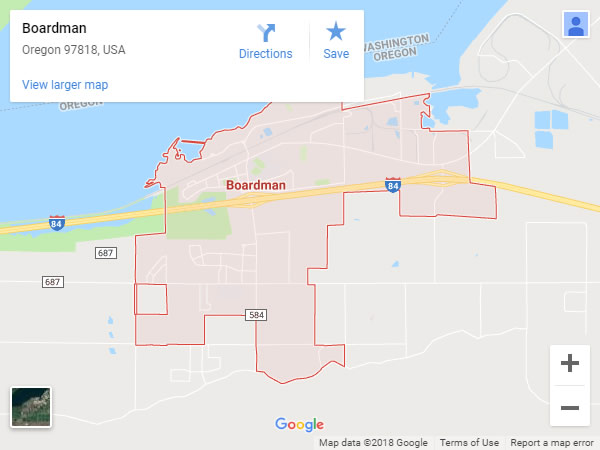 Boardman
Oregon 97818, USA
Directions
Save
View larger map
WASHINGTON
OREGON
OREGON
Boardman
84
84
687
687
584
Google
Map data ©2018 Google
Terms of Use
Report a map error